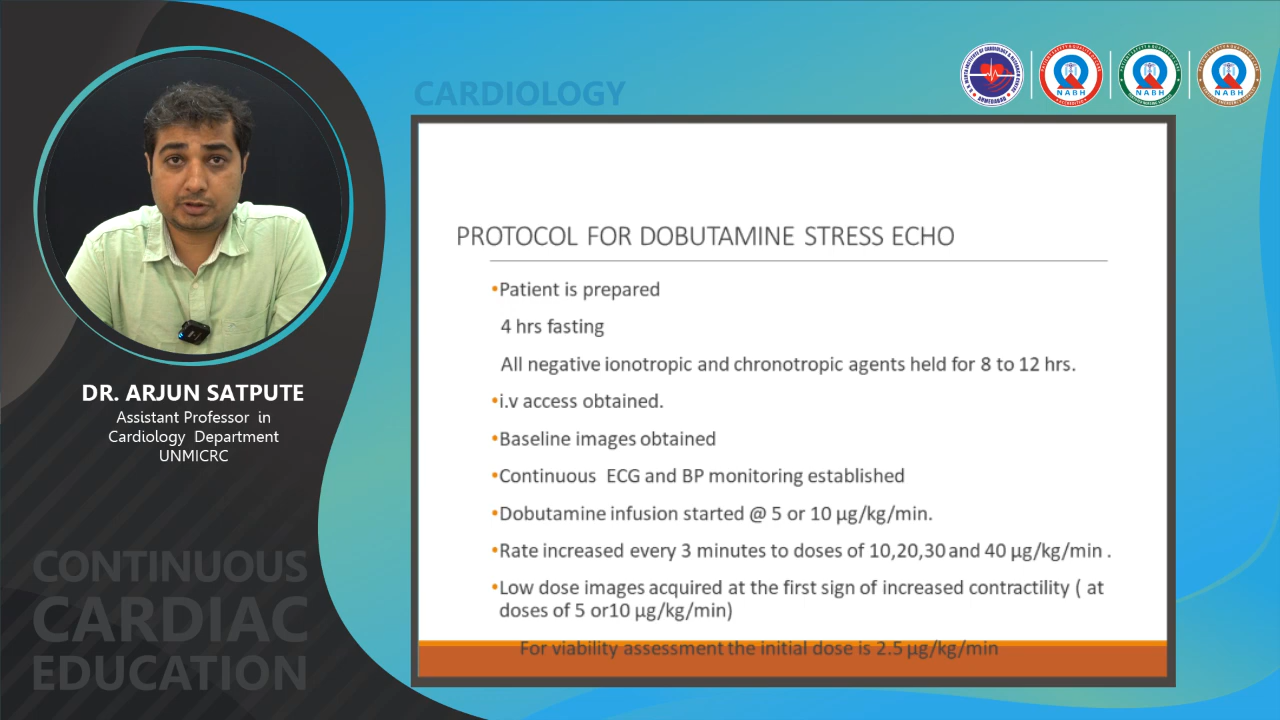 CARDIOLOGY
NABH
NABH
NABH
DR. ARJUN SATPUTE
Assistant Professor in
Cardiology Department
UNMICRC
CONTINUOUS
CARDIAC
EDUCATION
PROTOCOL FOR DOBUTAMINE STRESS ECHO
•Patient is prepared
4 hrs fasting
All negative ionotropic and chronotropic agents held for 8 to 12 hrs.
•i.v access obtained.
•Baseline images obtained
•Continuous ECG and BP monitoring established
•Dobutamine infusion started @ 5 or 10 µg/kg/min.
•Rate increased every 3 minutes to doses of 10,20,30 and 40 µg/kg/min .
•Low dose images acquired at the first sign of increased contractility ( at
doses of 5 or10 µg/kg/min)
For viability assessment the initial dose is 2.5 µg/kg/min